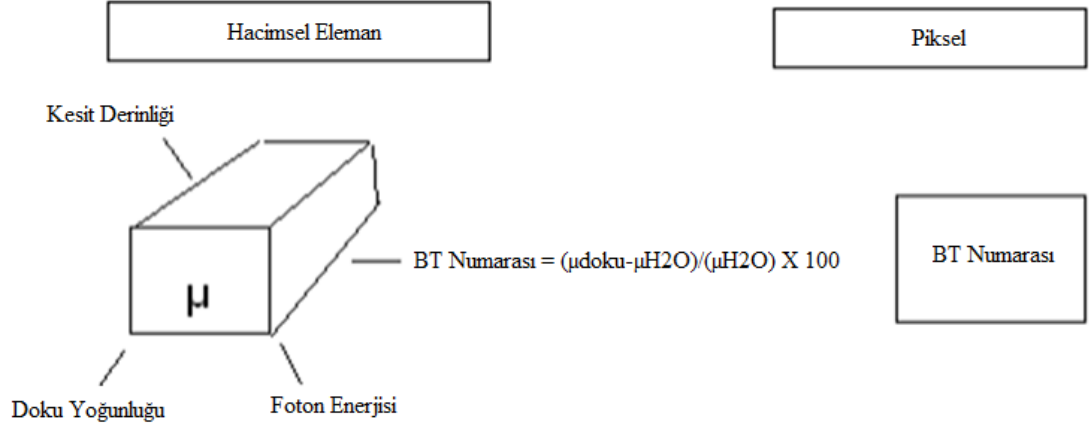 Hacimsel Eleman
Piksel
Kesit Derinliği
μ
BT Numarası = (μdoku-μH2O)/(μH2O) X 100
BT Numarası
Doku Yoğunluğu
Foton Enerjisi